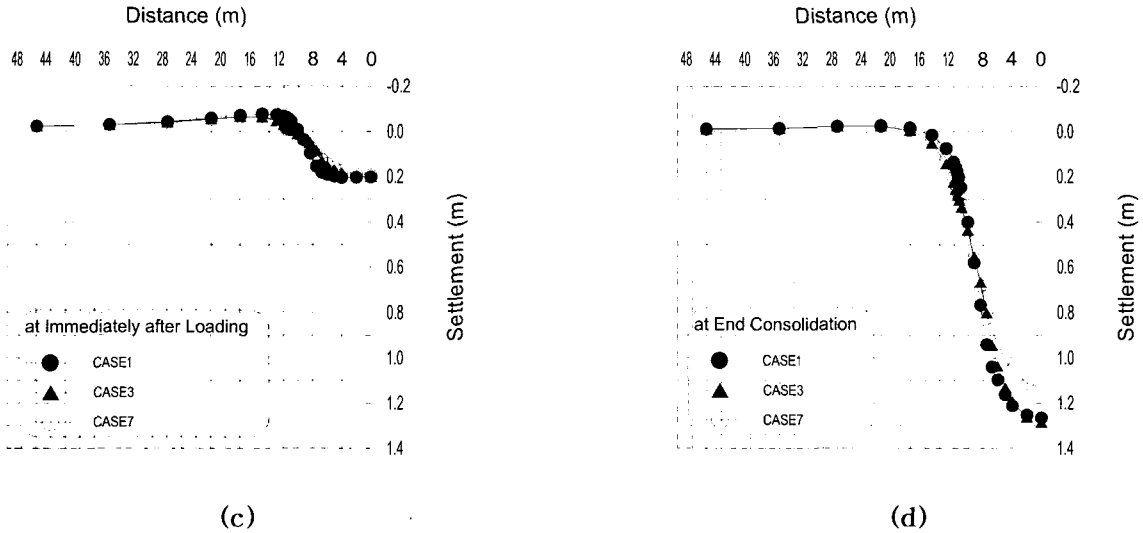 Distance (m)
48 44 40 36 32 28 24 20 16 12 8 4 0
-0.2
0.0
0.2
0.4
0.6
0.8
1.0
1.2
1.4
Settlement (m)
at Immediately after Loading
CASE1
CASE3
CASE7
(c)
Distance (m)
48 44 40 36 32 28 24 20 16 12 8 4 0
-0.2
0.0
0.2
0.4
0.6
0.8
1.0
1.2
1.4
Settlement (m)
at End Consolidation
CASE1
CASE3
CASE7
(d)